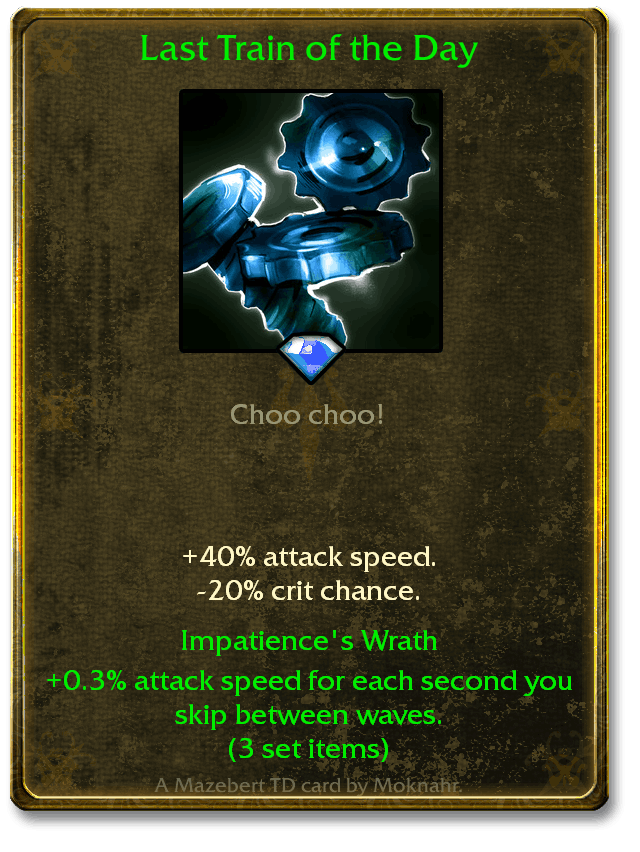 Last Train of the Day
Choo choo!
+40% attack speed.
-20% crit chance.
Impatience's Wrath
+0.3% attack speed for each second you
skip between waves.
(3 set items)
A Mazebert TD card by Moknahr.